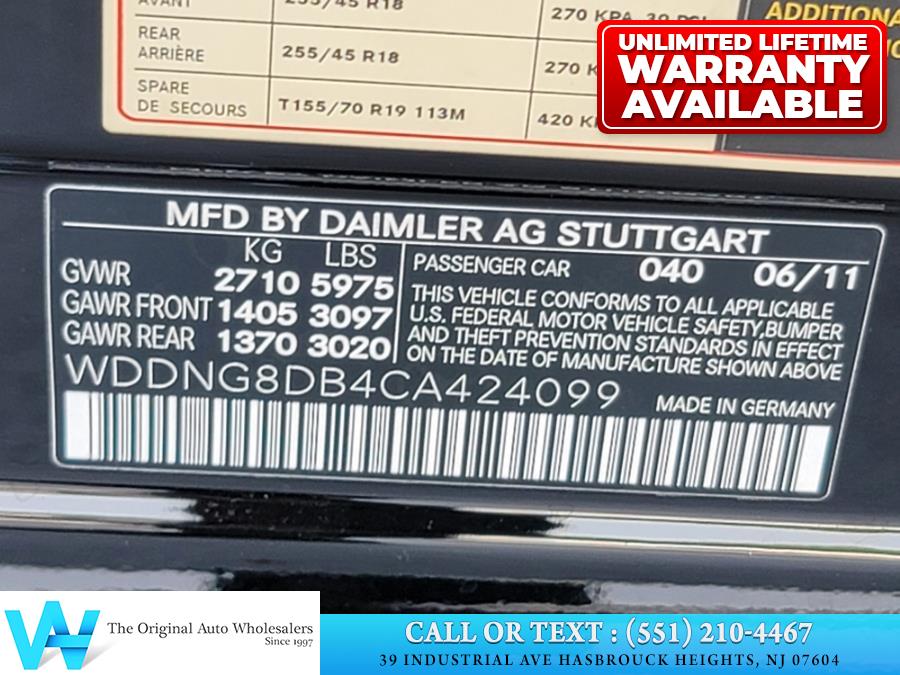 255/45 R18
REAR
ARRIÈRE
255/45 R18
270 K
SPARE
DE SECOURS
T155/70 R19 113M
420 K
ADDITIONA
UNLIMITED LIFETIME
WARRANTY
AVAILABLE
MFD BY DAIMLER AG STUTTGART
KG LBS
GVWR 2710 5975
GAWR FRONT 1405 3097
GAWR REAR 1370 3020
PASSENGER CAR 040 06/11
THIS VEHICLE CONFORMS TO ALL APPLICABLE
U.S. FEDERAL MOTOR VEHICLE SAFETY,BUMPER
AND THEFT PREVENTION STANDARDS IN EFFECT
ON THE DATE OF MANUFACTURE SHOWN ABOVE
WDDNG8DB4CA424099
MADE IN GERMANY
The Original Auto Wholesalers
Since 1997
CALL OR TEXT : (551) 210-4467
39 INDUSTRIAL AVE HASBROUCK HEIGHTS, NJ 07604